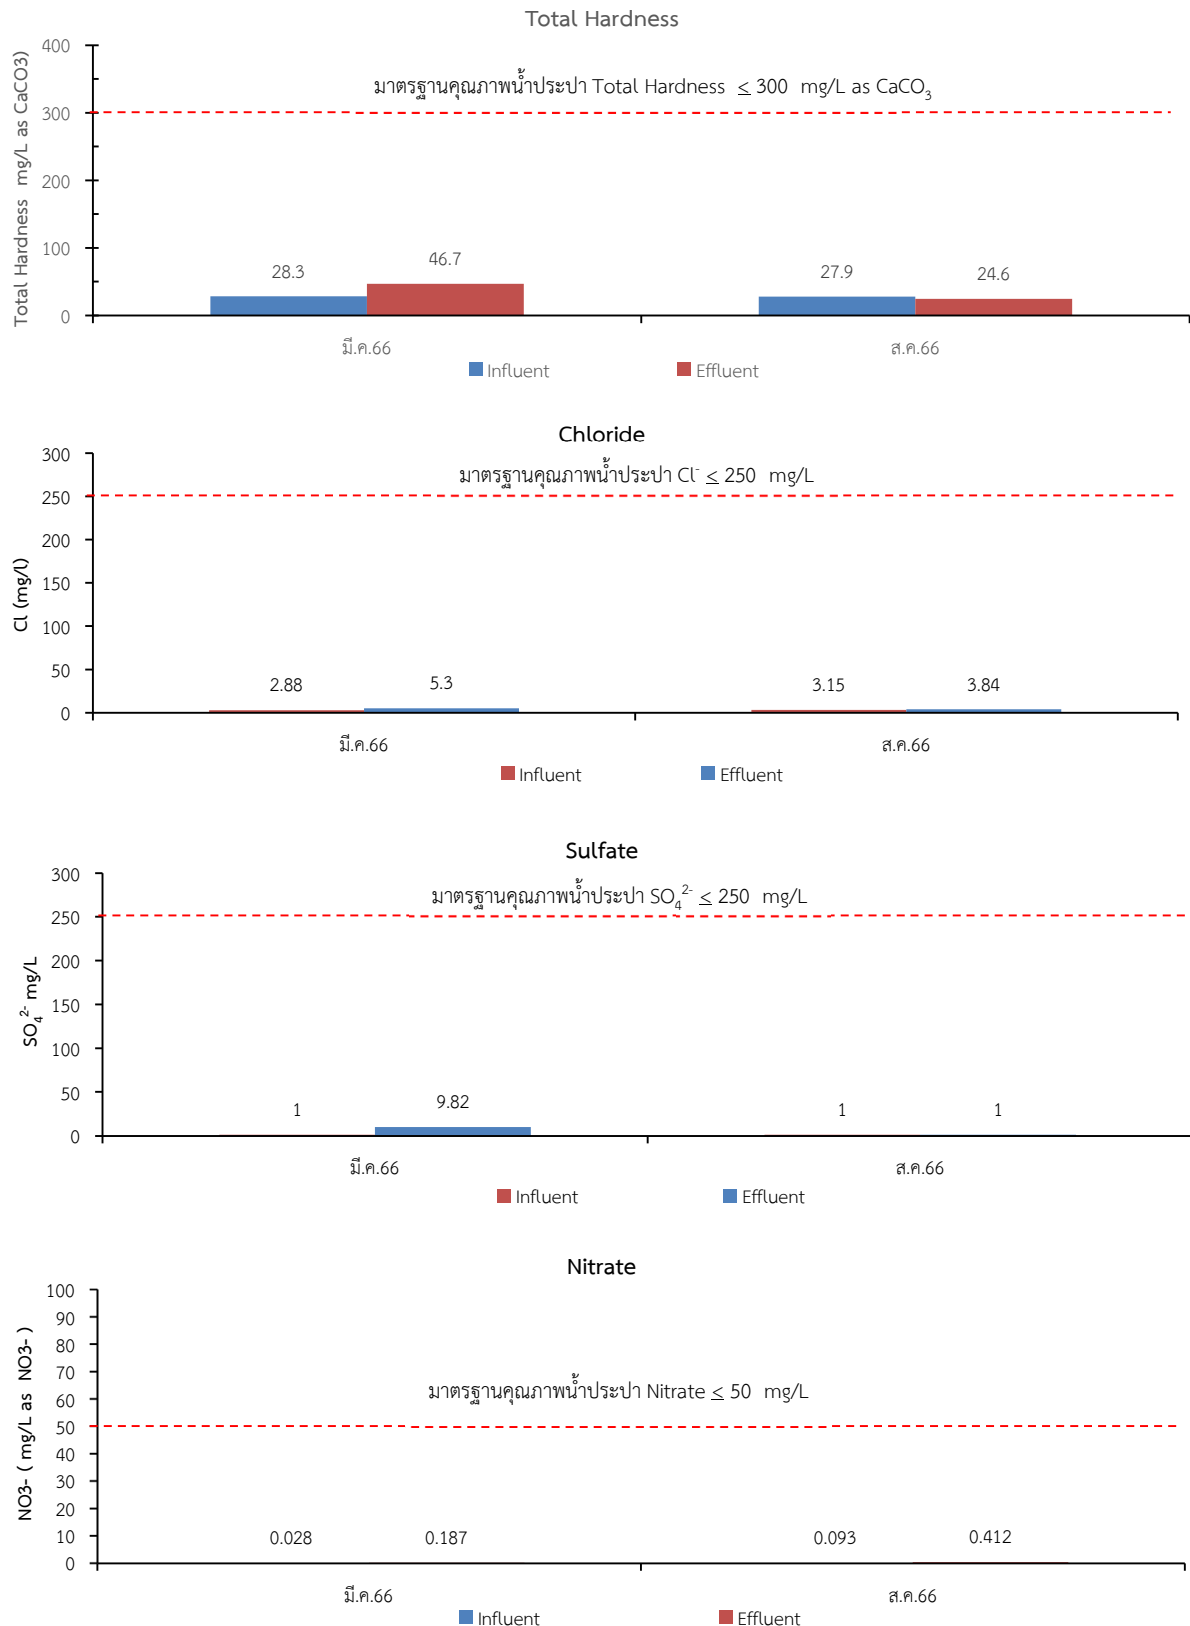 Total Hardness
Total Hardness mg/L as CaCO3)
400
300
200
100
0
มาตรฐานคุณภาพน้ำประปา Total Hardness ≤ 300 mg/L as CaCO₃
28.3
46.7
27.9
24.6
มี.ค.66
ส.ค.66
Influent
Effluent
Chloride
Cl (mg/l)
300
250
200
150
100
50
0
มาตรฐานคุณภาพน้ำประปา Cl⁻ ≤ 250 mg/L
2.88
5.3
3.15
3.84
มี.ค.66
ส.ค.66
Influent
Effluent
Sulfate
SO₄²⁻ mg/L
300
250
200
150
100
50
0
มาตรฐานคุณภาพน้ำประปา SO₄²⁻ ≤ 250 mg/L
1
9.82
1
1
มี.ค.66
ส.ค.66
Influent
Effluent
Nitrate
NO3- ( mg/L as NO3- )
100
90
80
70
60
50
40
30
20
10
0
มาตรฐานคุณภาพน้ำประปา Nitrate ≤ 50 mg/L
0.028
0.187
0.093
0.412
มี.ค.66
ส.ค.66
Influent
Effluent